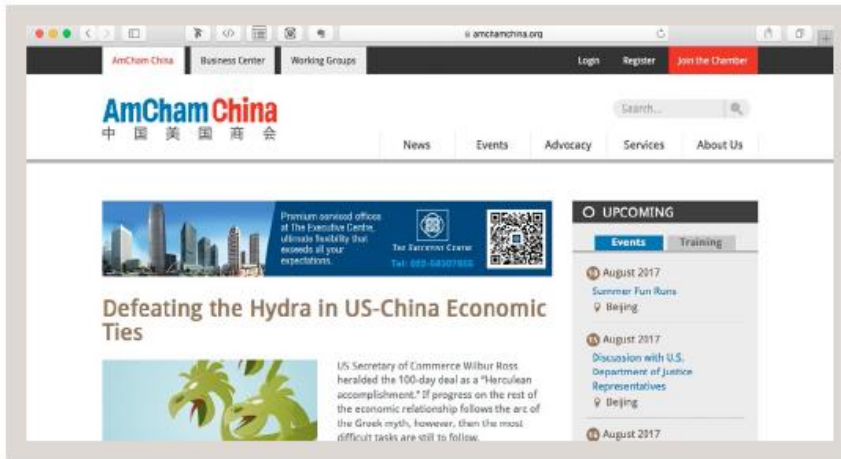 amchamchina.org
AmCham China
Business Center
Working Groups
Login
Register
Join the Chamber
AmCham China
中国美国商会
Search...
News
Events
Advocacy
Services
About Us
Premium serviced offices
at The Executive Centre,
ultimate flexibility that
exceeds all your
expectations.
THE EXECUTIVE CENTRE
Tel:
UPCOMING
Events
Training
August 2017
Summer Fun Runs
Beijing
August 2017
Discussion with U.S.
Department of Justice
Representatives
Beijing
August 2017
Defeating the Hydra in US-China Economic
Ties
US Secretary of Commerce Wilbur Ross
heralded the 100-day deal as a "Herculean
accomplishment." If progress on the rest of
the economic relationship follows the arc of
the Greek myth, however, then the most
difficult tasks are still to follow.